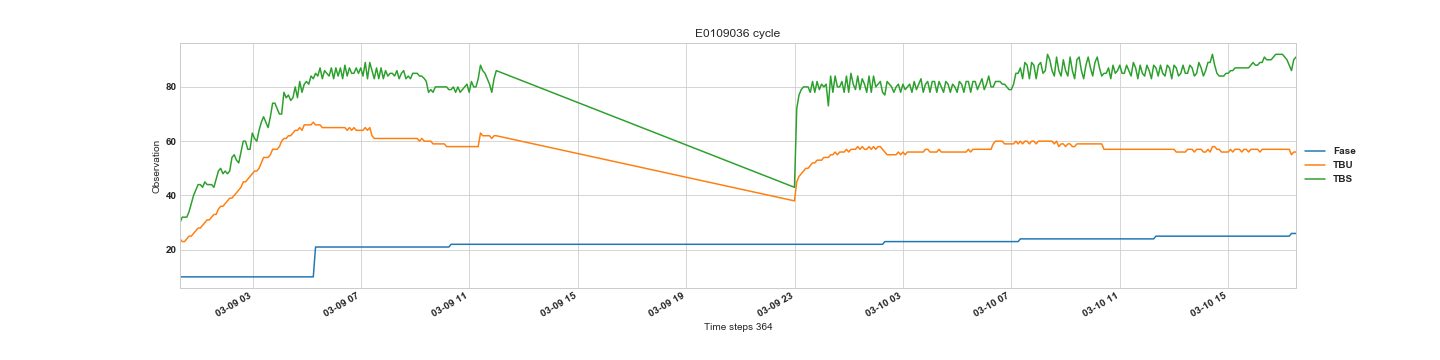 E0109036 cycle
Observation
80
60
40
20
03-09 03
03-09 07
03-09 11
03-09 15
03-09 19
03-09 23
03-10 03
03-10 07
03-10 11
03-10 15
Time steps 364
Fase
TBU
TBS